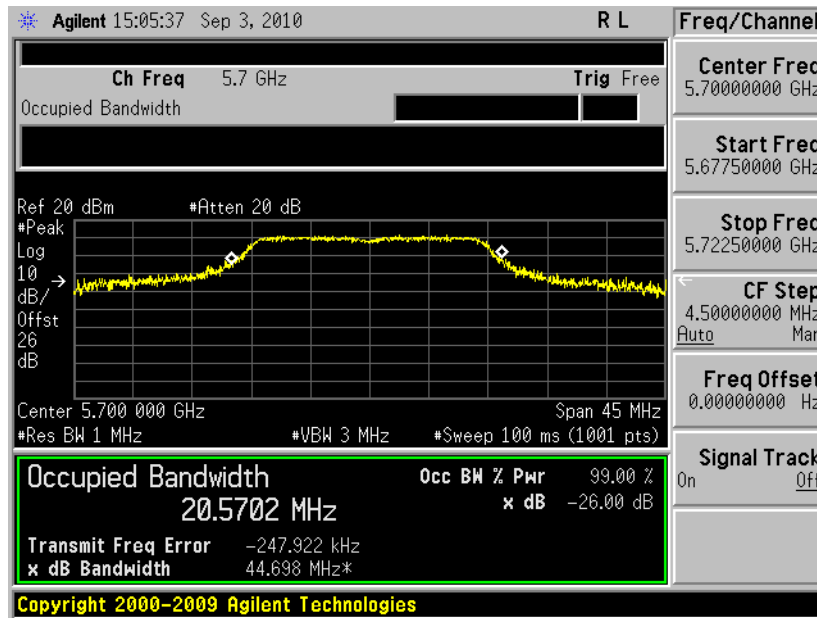 Agilent 15:05:37 Sep 3, 2010 R L
Ch Freq 5.7 GHz Trig Free
Occupied Bandwidth
Ref 20 dBm #Atten 20 dB
#Peak
Log
10
dB/
Offst
26
dB
Center 5.700 000 GHz Span 45 MHz
#Res BW 1 MHz #VBW 3 MHz #Sweep 100 ms (1001 pts)
Occupied Bandwidth
20.5702 MHz
Occ BW % Pwr 99.00 %
x dB -26.00 dB
Transmit Freq Error -247.922 kHz
x dB Bandwidth 44.698 MHz*
Copyright 2000-2009 Agilent Technologies
Freq/Channel
Center Freq
5.70000000 GHz
Start Freq
5.67750000 GHz
Stop Freq
5.72250000 GHz
CF Step
4.50000000 MHz
Auto Man
Freq Offset
0.00000000 Hz
Signal Track
On Off